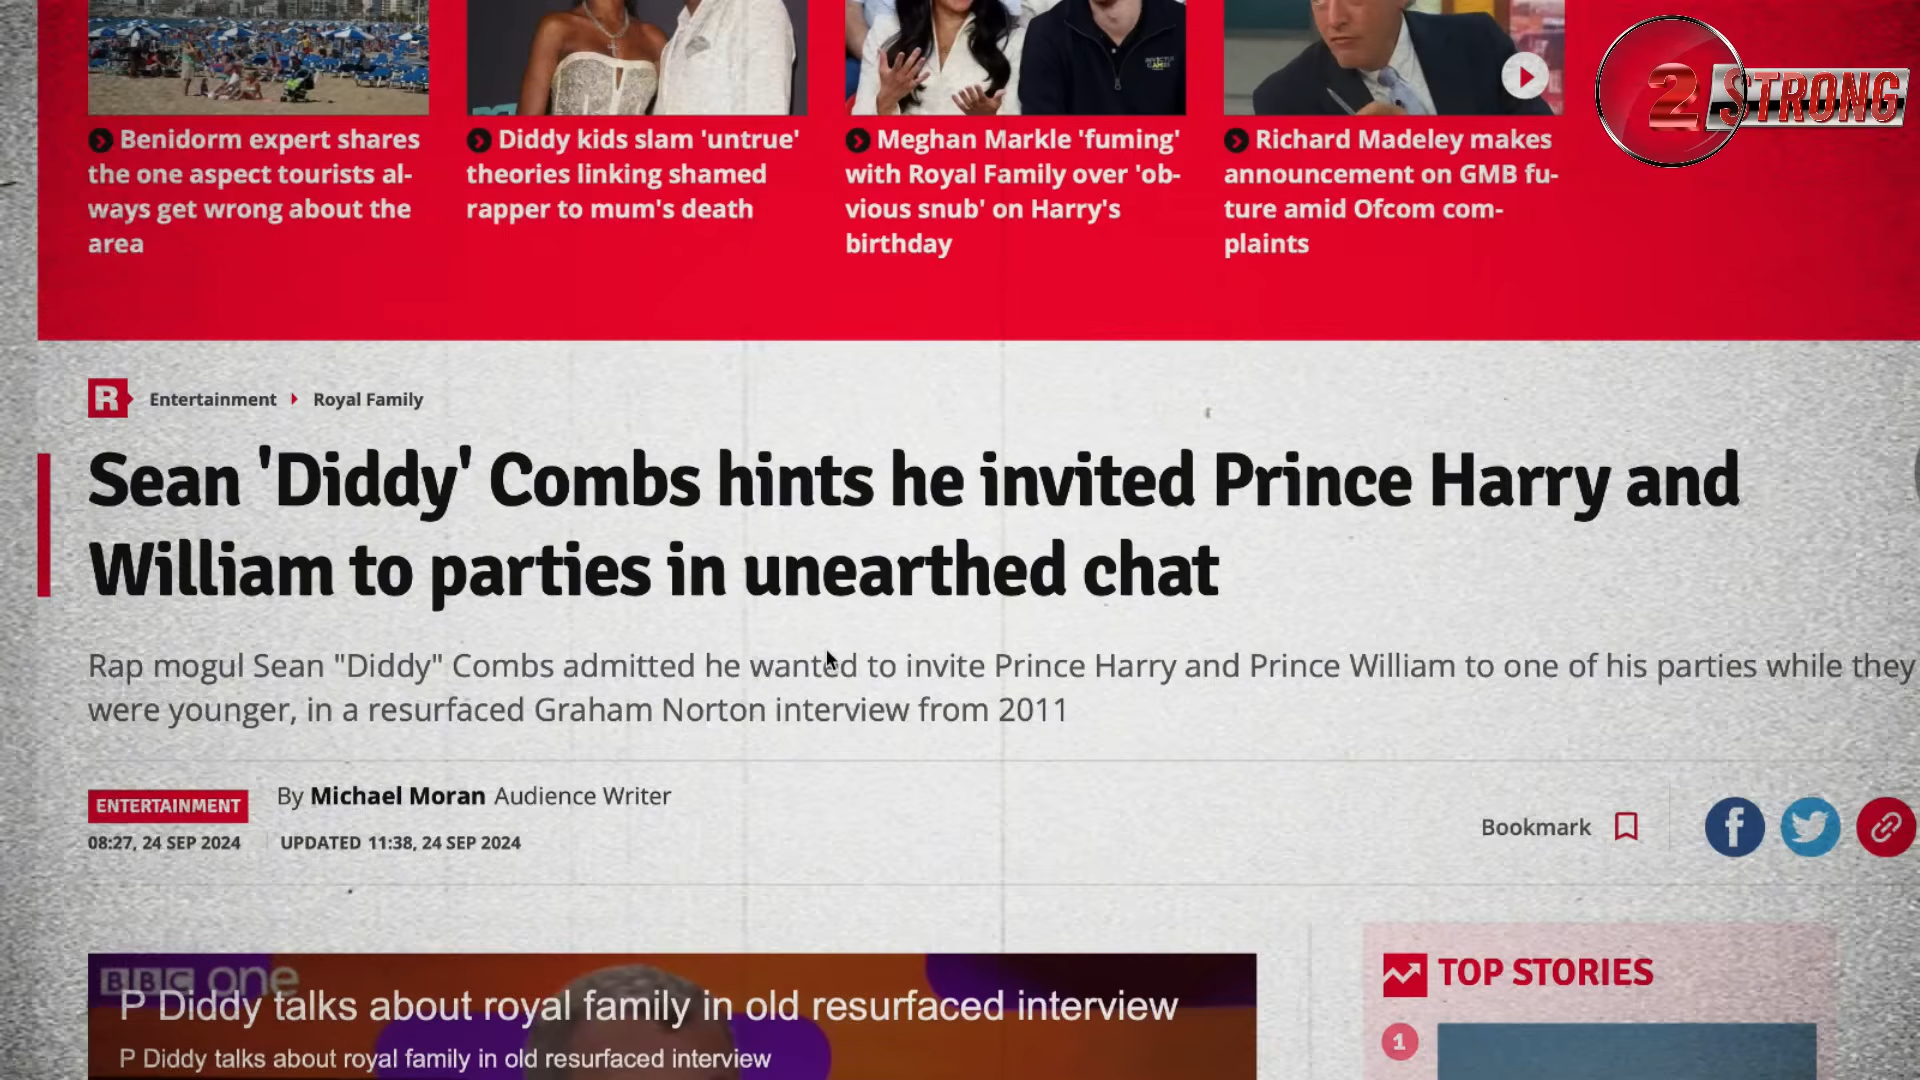 2 STRONG
Benidorm expert shares
the one aspect tourists al-
ways get wrong about the
area
Diddy kids slam 'untrue'
theories linking shamed
rapper to mum's death
Meghan Markle 'fuming'
with Royal Family over 'ob-
vious snub' on Harry's
birthday
Richard Madeley makes
announcement on GMB fu-
ture amid Ofcom com-
plaints
R Entertainment Royal Family
Sean 'Diddy' Combs hints he invited Prince Harry and
William to parties in unearthed chat
Rap mogul Sean "Diddy" Combs admitted he wanted to invite Prince Harry and Prince William to one of his parties while they
were younger, in a resurfaced Graham Norton interview from 2011
ENTERTAINMENT By Michael Moran Audience Writer
08:27, 24 SEP 2024 UPDATED 11:38, 24 SEP 2024
Bookmark
BBC one
P Diddy talks about royal family in old resurfaced interview
P Diddy talks about royal family in old resurfaced interview
TOP STORIES
1